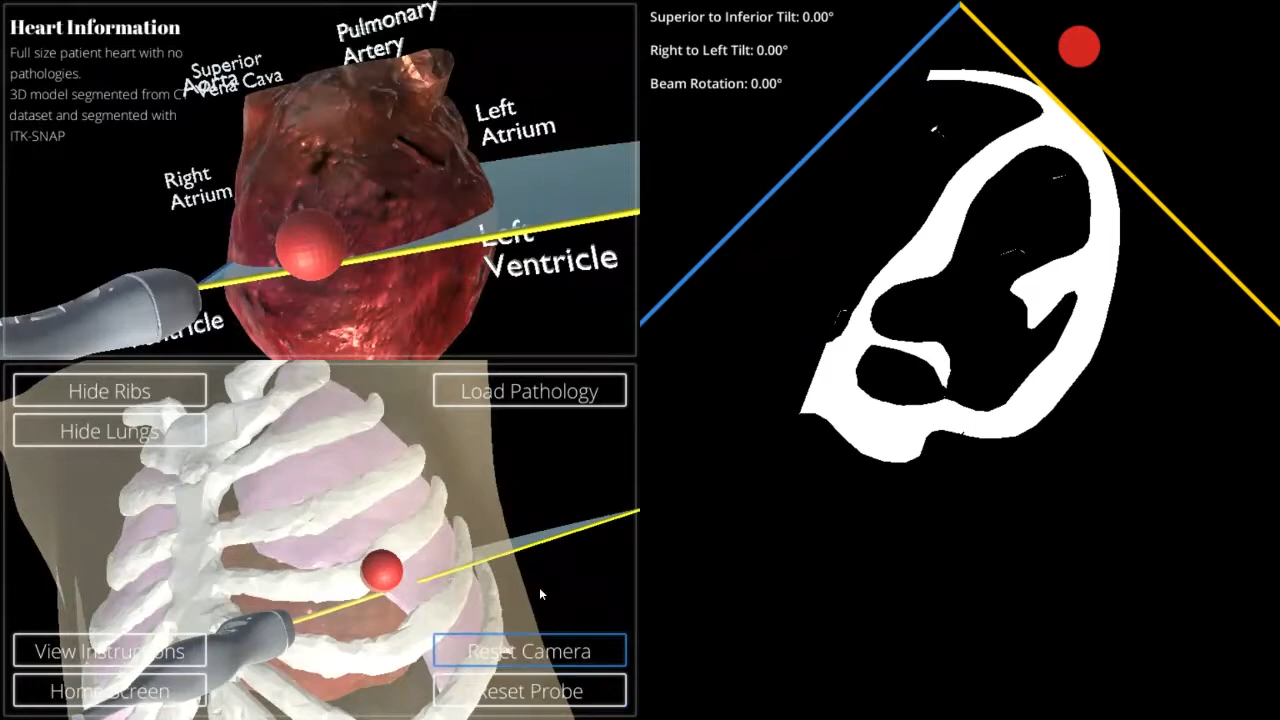 Heart Information
Full size patient heart with no
pathologies.
3D model segmented from CT
dataset and segmented with
ITK-SNAP
Pulmonary
Artery
Superior
Vena Cava
Aorta
Left
Atrium
Right
Atrium
Left
Ventricle
Superior to Inferior Tilt: 0.00°
Right to Left Tilt: 0.00°
Beam Rotation: 0.00°
Hide Ribs
Load Pathology
Hide Lungs
View Instructions
Reset Camera
Home Screen
Reset Probe